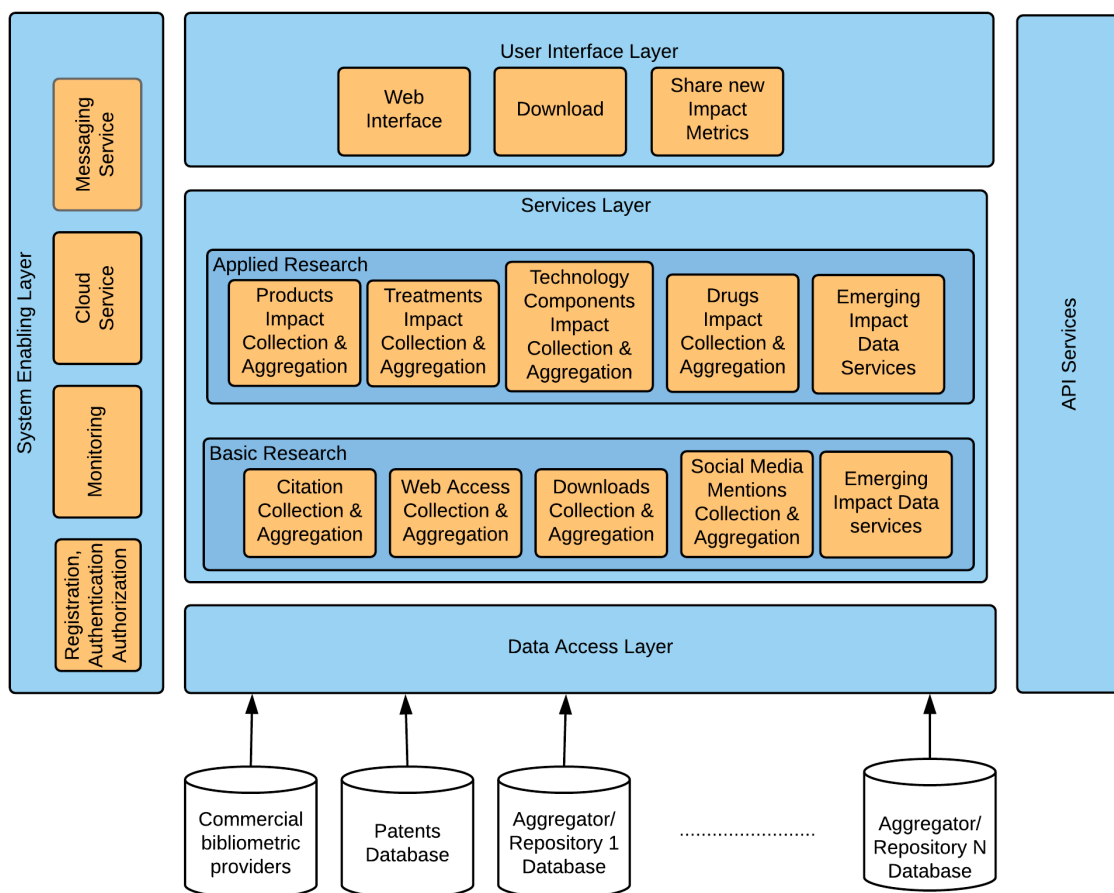 System Enabling Layer
Messaging
Service
Cloud
Service
Monitoring
Registration,
Authentication
Authorization
User Interface Layer
Web
Interface
Download
Share new
Impact
Metrics
Services Layer
Applied Research
Products
Impact
Collection &
Aggregation
Treatments
Impact
Collection &
Aggregation
Technology
Components
Impact
Collection &
Aggregation
Drugs
Impact
Collection &
Aggregation
Emerging
Impact
Data
Services
Basic Research
Citation
Collection &
Aggregation
Web Access
Collection &
Aggregation
Downloads
Collection &
Aggregation
Social Media
Mentions
Collection &
Aggregation
Emerging
Impact Data
services
Data Access Layer
API Services
Commercial
bibliometric
providers
Patents
Database
Aggregator/
Repository 1
Database
Aggregator/
Repository N
Database